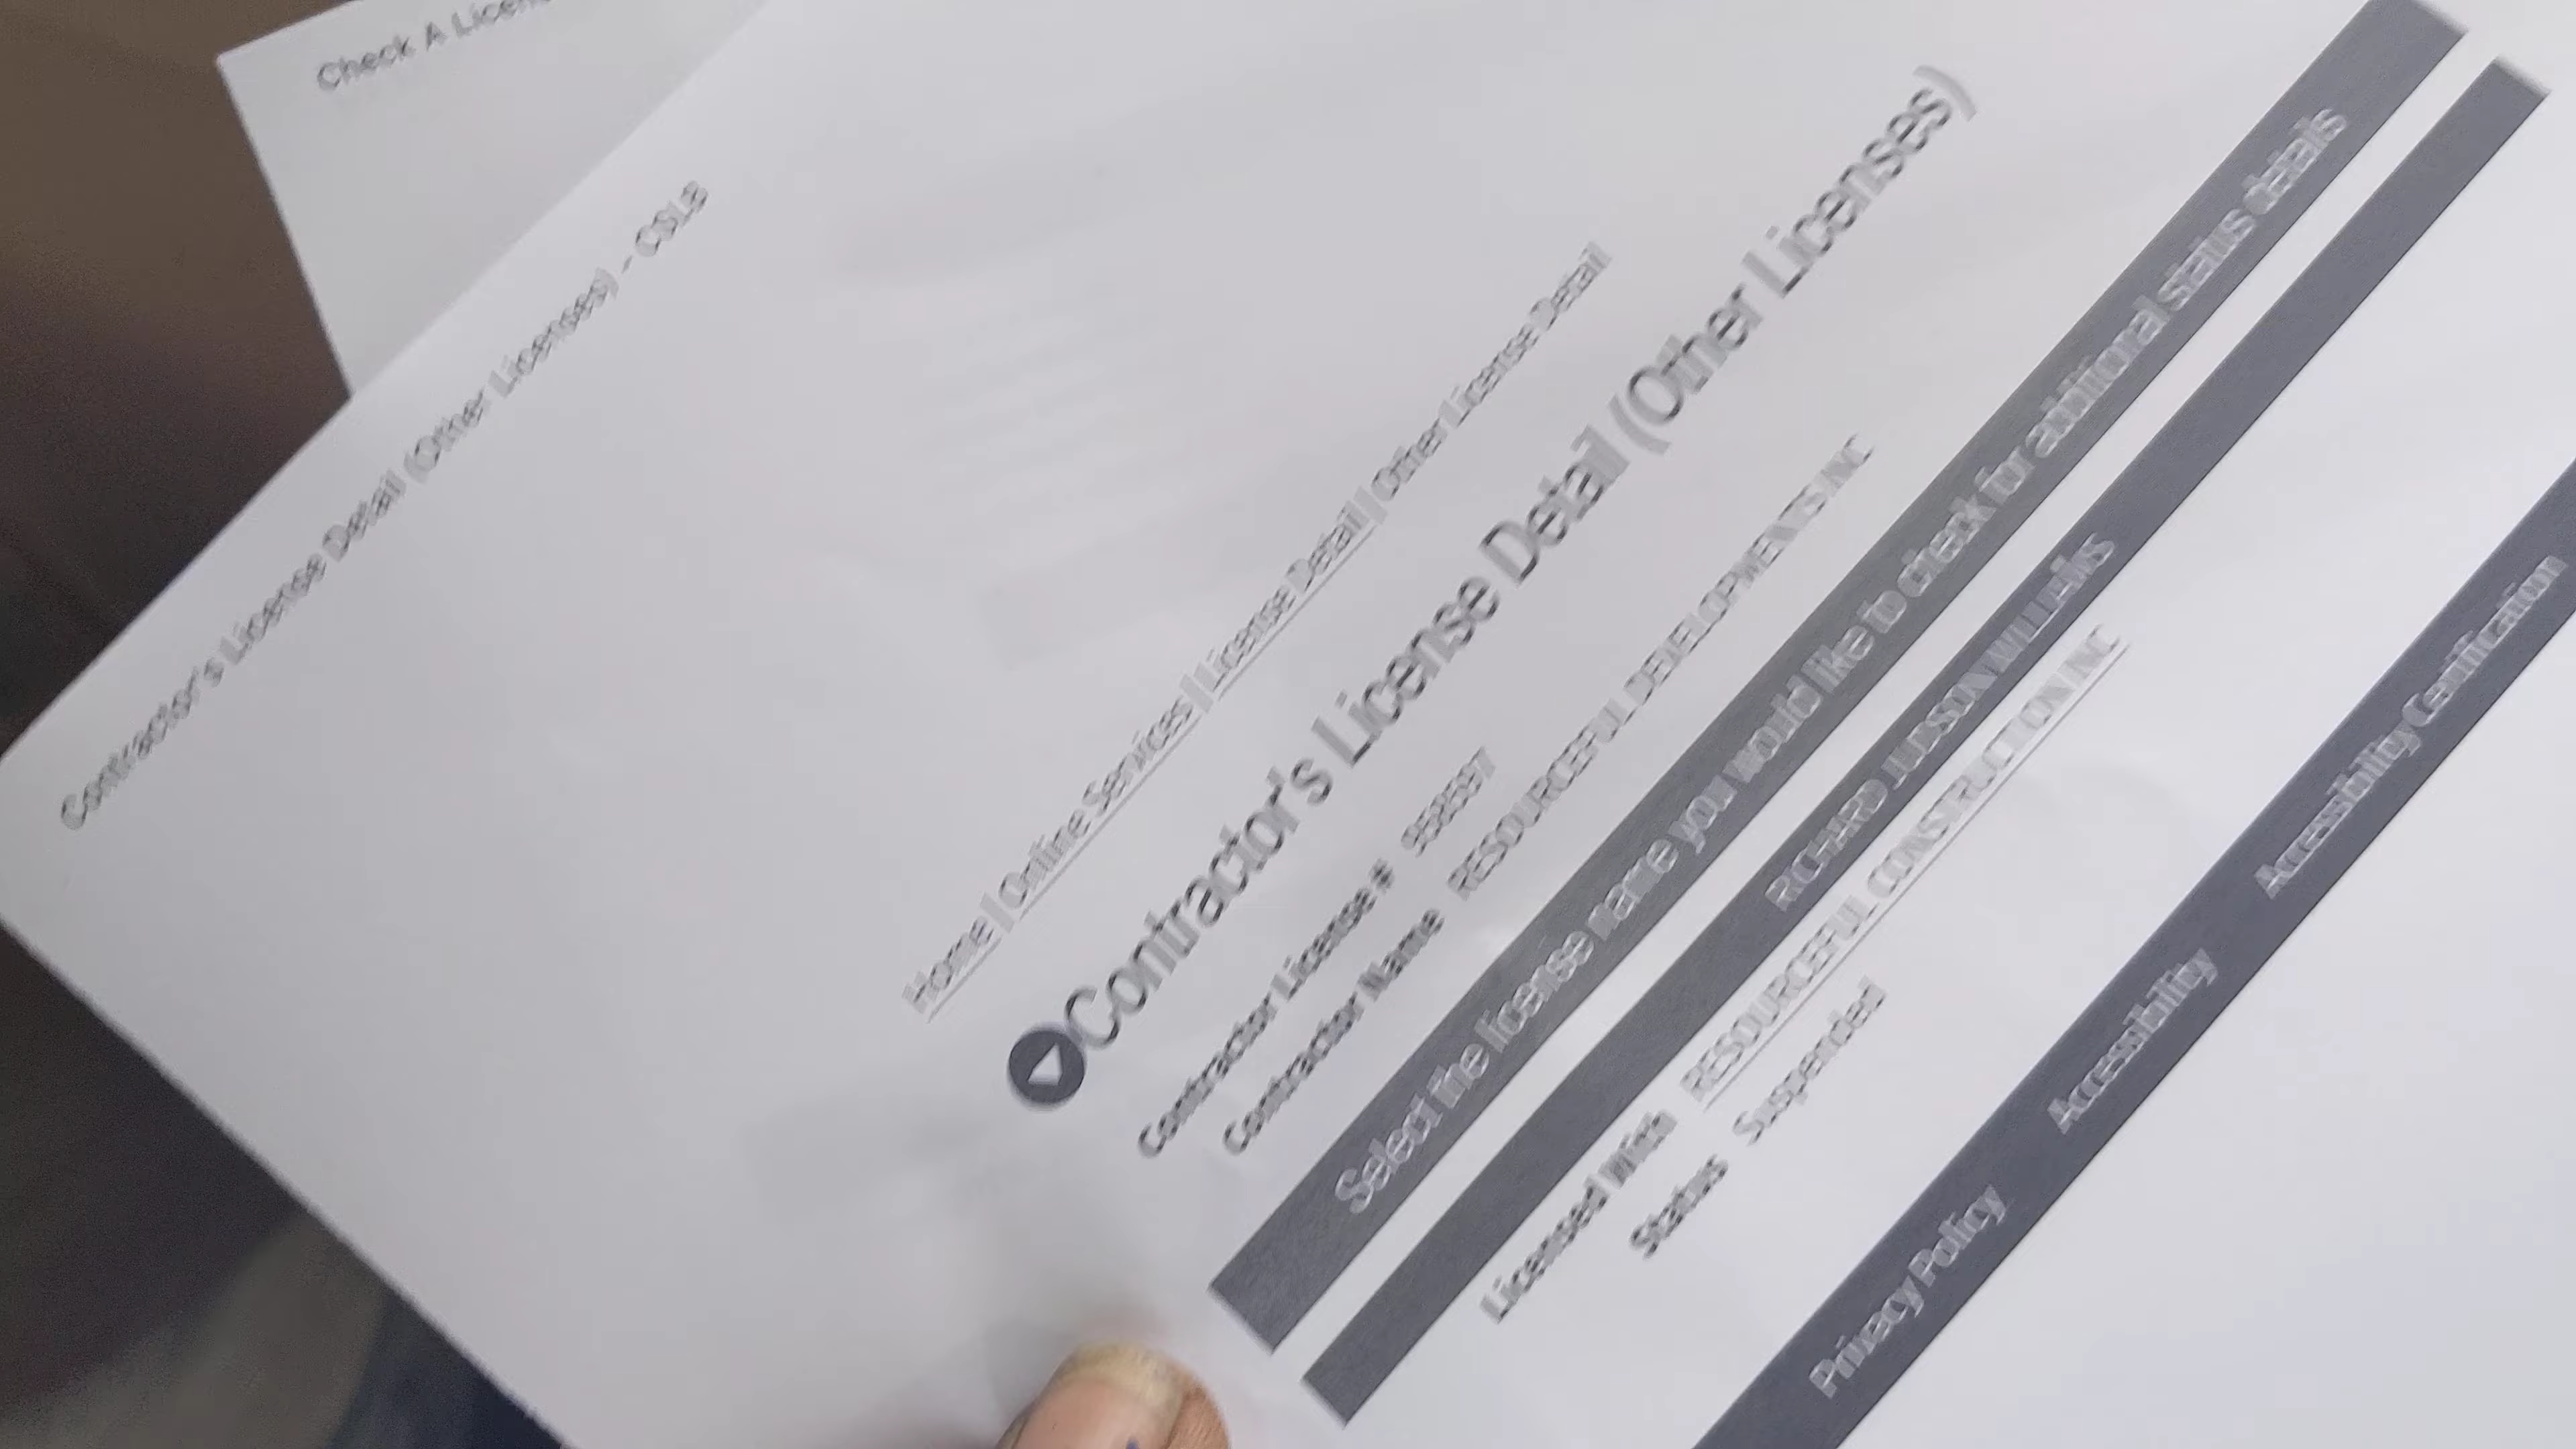 Check A Licen
Contractor's License Detail (Other Licenses) - CSLB
Home | Online Services | License Detail | Other License Detail
Contractor's License Detail (Other Licenses)
Contractor License #
Contractor Name RESOURCEFUL DEVELOPMENTS INC
Select the license name you would like to check for additional status details
RICHARD JUDSON WILLIAMS
Licensed with RESOURCEFUL CONSTRUCTION INC
Status Suspended
Privacy Policy Accessibility Accessibility Certification